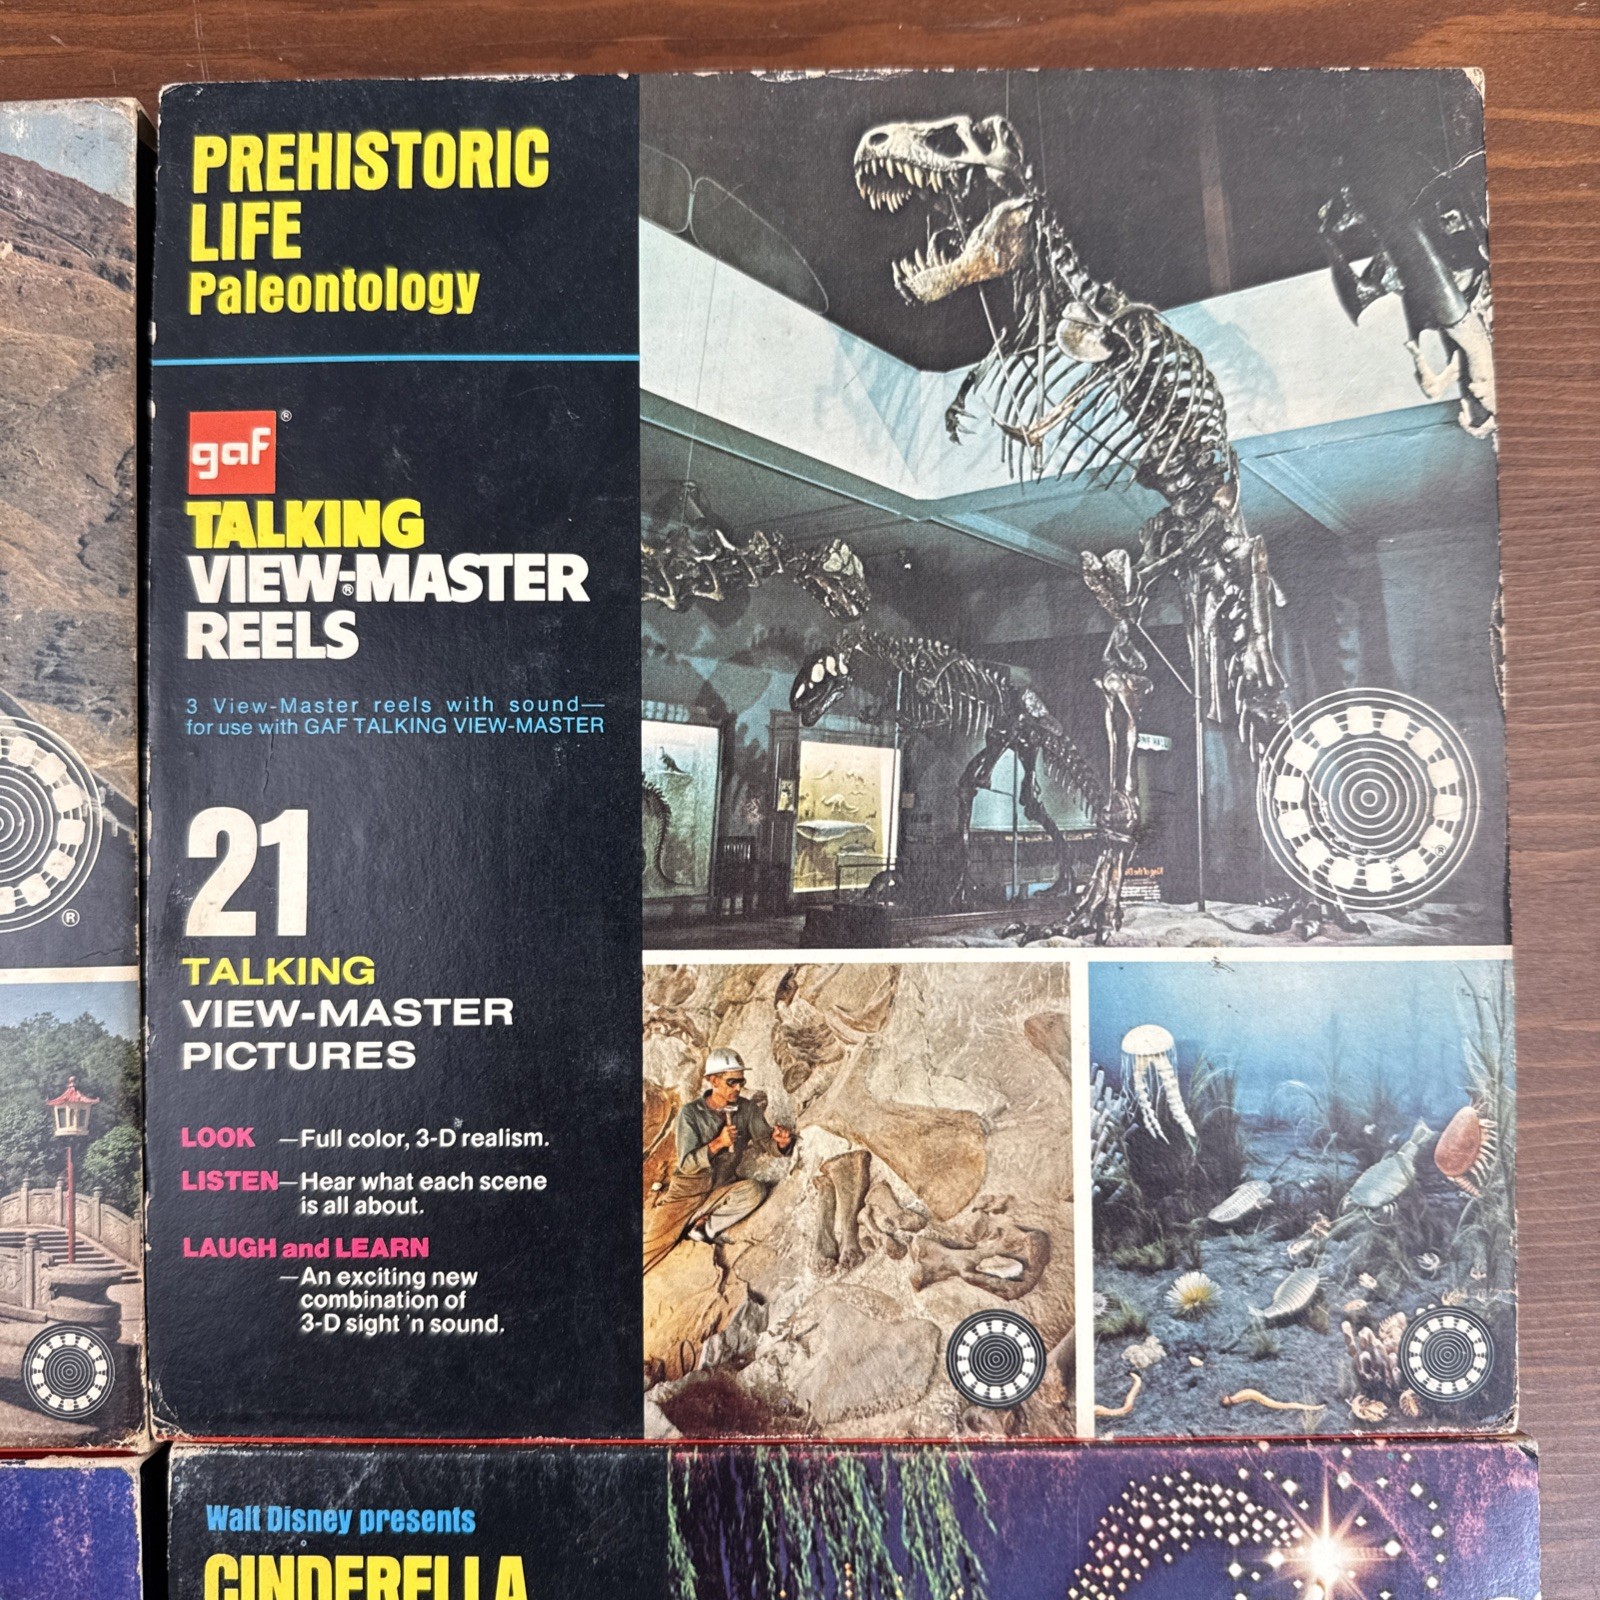 PREHISTORIC
LIFE
Paleontology
gaf®
TALKING
VIEW-MASTER®
REELS
3 View-Master reels with sound—
for use with GAF TALKING VIEW-MASTER
21
TALKING
VIEW-MASTER
PICTURES
LOOK —Full color, 3-D realism.
LISTEN—Hear what each scene
is all about.
LAUGH and LEARN
—An exciting new
combination of
3-D sight 'n sound.
®
®
Walt Disney presents
CINDERELLA